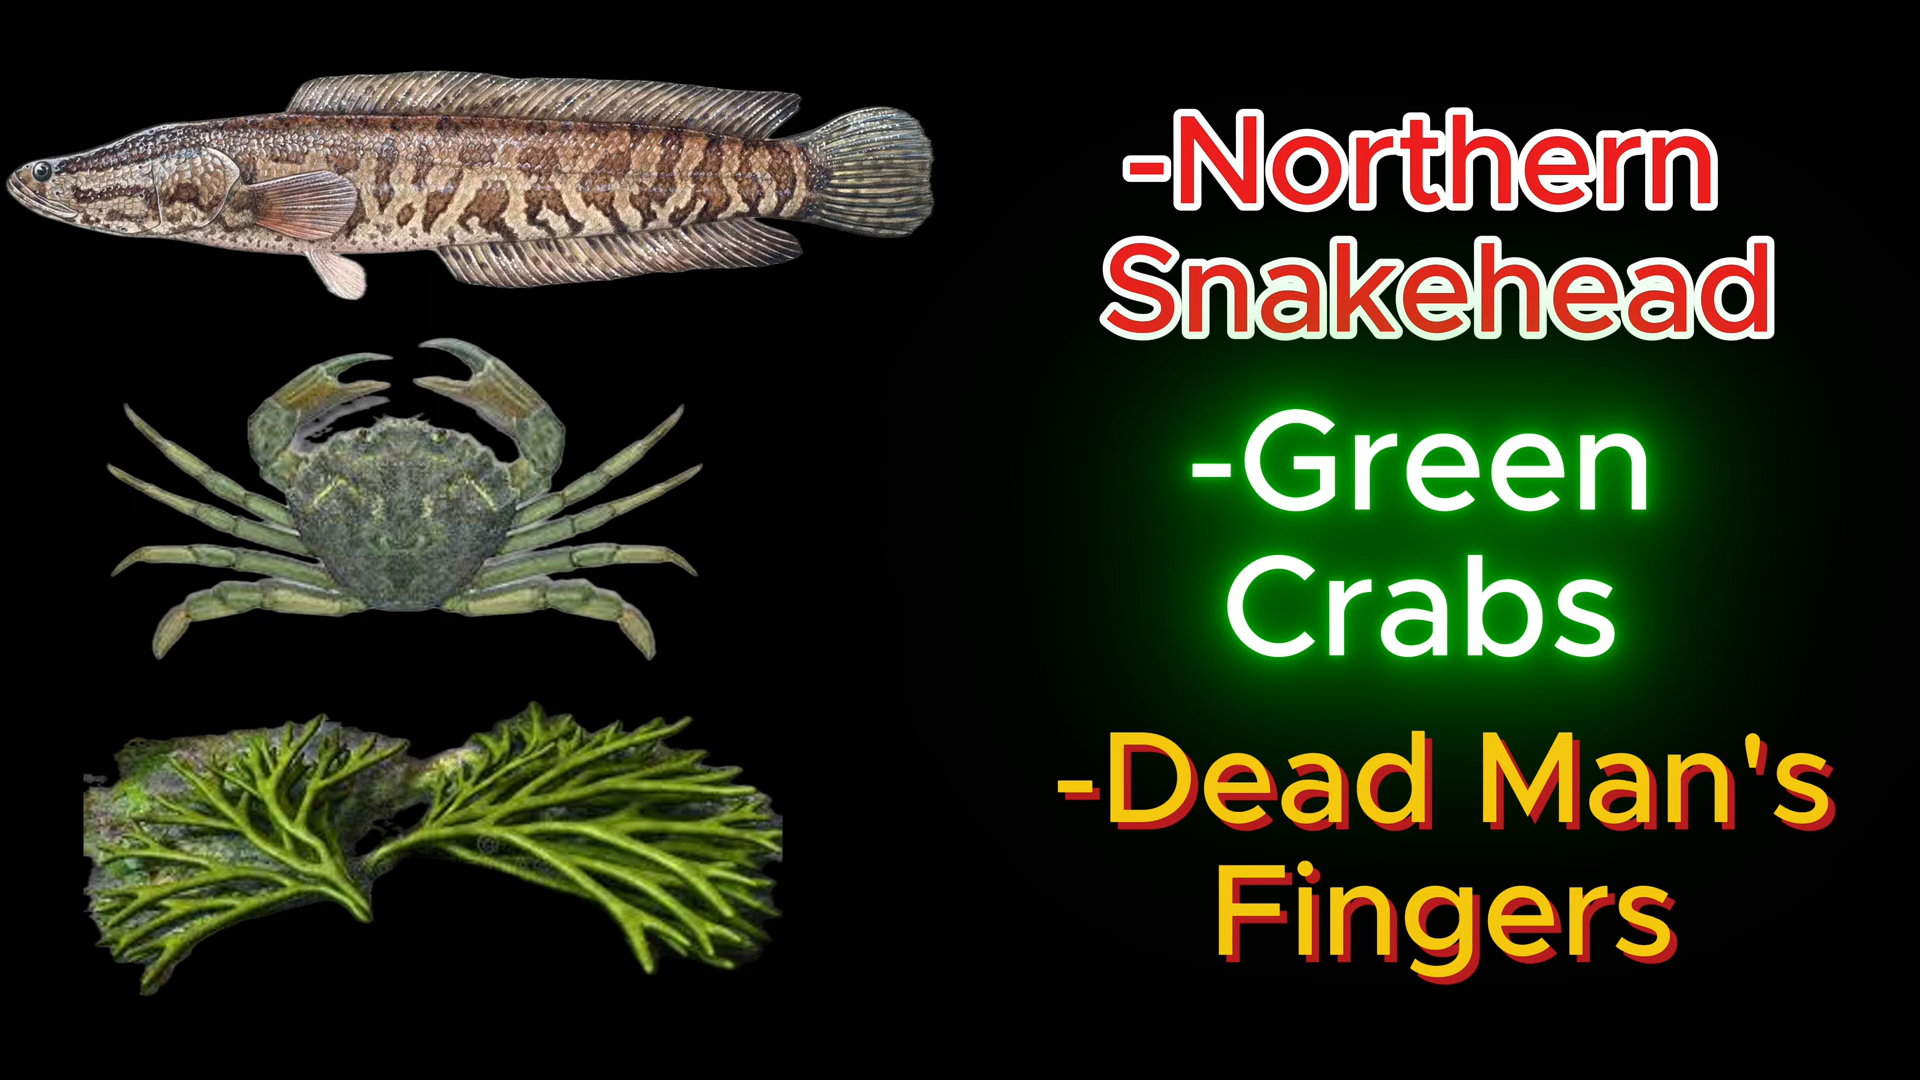 -Northern
Snakehead
-Green
Crabs
-Dead Man's
Fingers